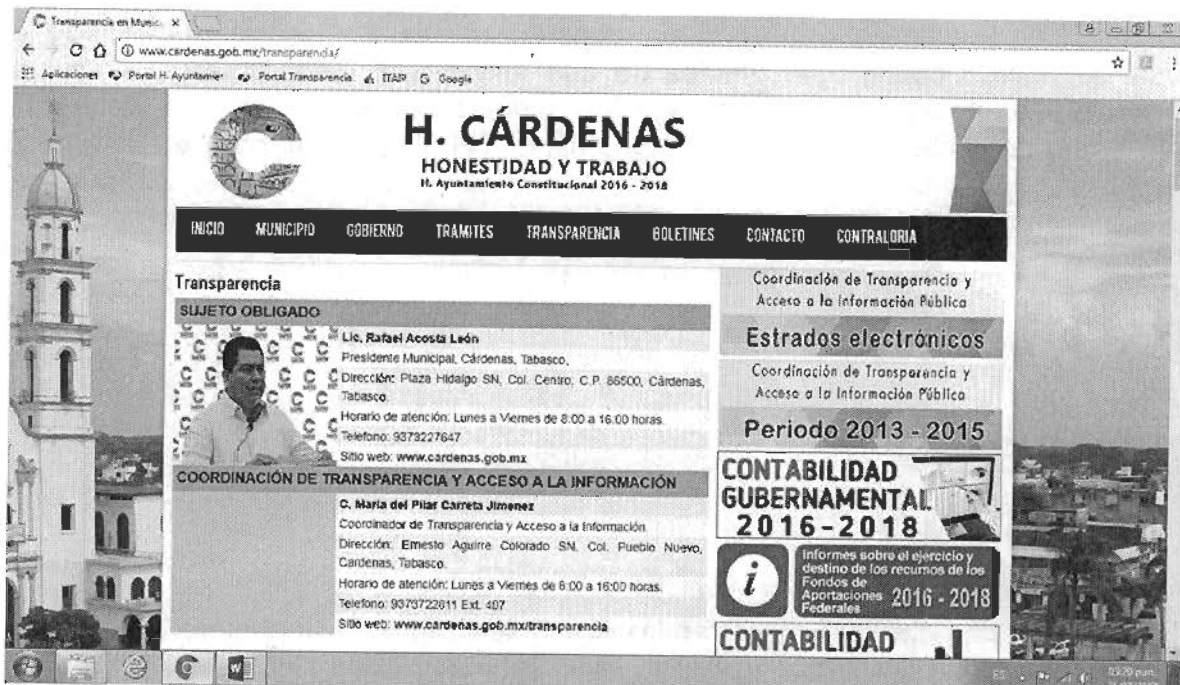 Transparencia en Munic.
www.cardenas.gob.mx/transparencia/
Aplicaciones Portal H. Ayuntamien Portal Transparencia ITAIP Google
H. CÁRDENAS
HONESTIDAD Y TRABAJO
H. Ayuntamiento Constitucional 2016 - 2018
INICIO MUNICIPIO GOBIERNO TRAMITES TRANSPARENCIA BOLETINES CONTACTO CONTRALORIA
Transparencia
SUJETO OBLIGADO
Lic. Rafael Acosta León
Presidente Municipal, Cárdenas, Tabasco.
Dirección: Plaza Hidalgo SN, Col. Centro, C.P. 86500, Cárdenas,
Tabasco.
Horario de atención: Lunes a Viernes de 8:00 a 16:00 horas.
Telefono: 9373227647
Sitio web: www.cardenas.gob.mx
COORDINACIÓN DE TRANSPARENCIA Y ACCESO A LA INFORMACIÓN
C. Maria del Pilar Carreta Jimenez
Coordinador de Transparencia y Acceso a la Información
Dirección: Ernesto Aguirre Colorado SN, Col. Pueblo Nuevo,
Cardenas, Tabasco.
Horario de atención: Lunes a Viernes de 8:00 a 16:00 horas.
Telefono: 9373722611 Ext. 407
Sitio web: www.cardenas.gob.mx/transparencia
Coordinación de Transparencia y
Acceso a la Información Pública
Estrados electrónicos
Coordinación de Transparencia y
Acceso a la Información Pública
Periodo 2013 - 2015
CONTABILIDAD
GUBERNAMENTAL
2016-2018
Informes sobre el ejercicio y
destino de los recursos de los
Fondos de
Aportaciones
Federales 2016 - 2018
CONTABILIDAD
ES